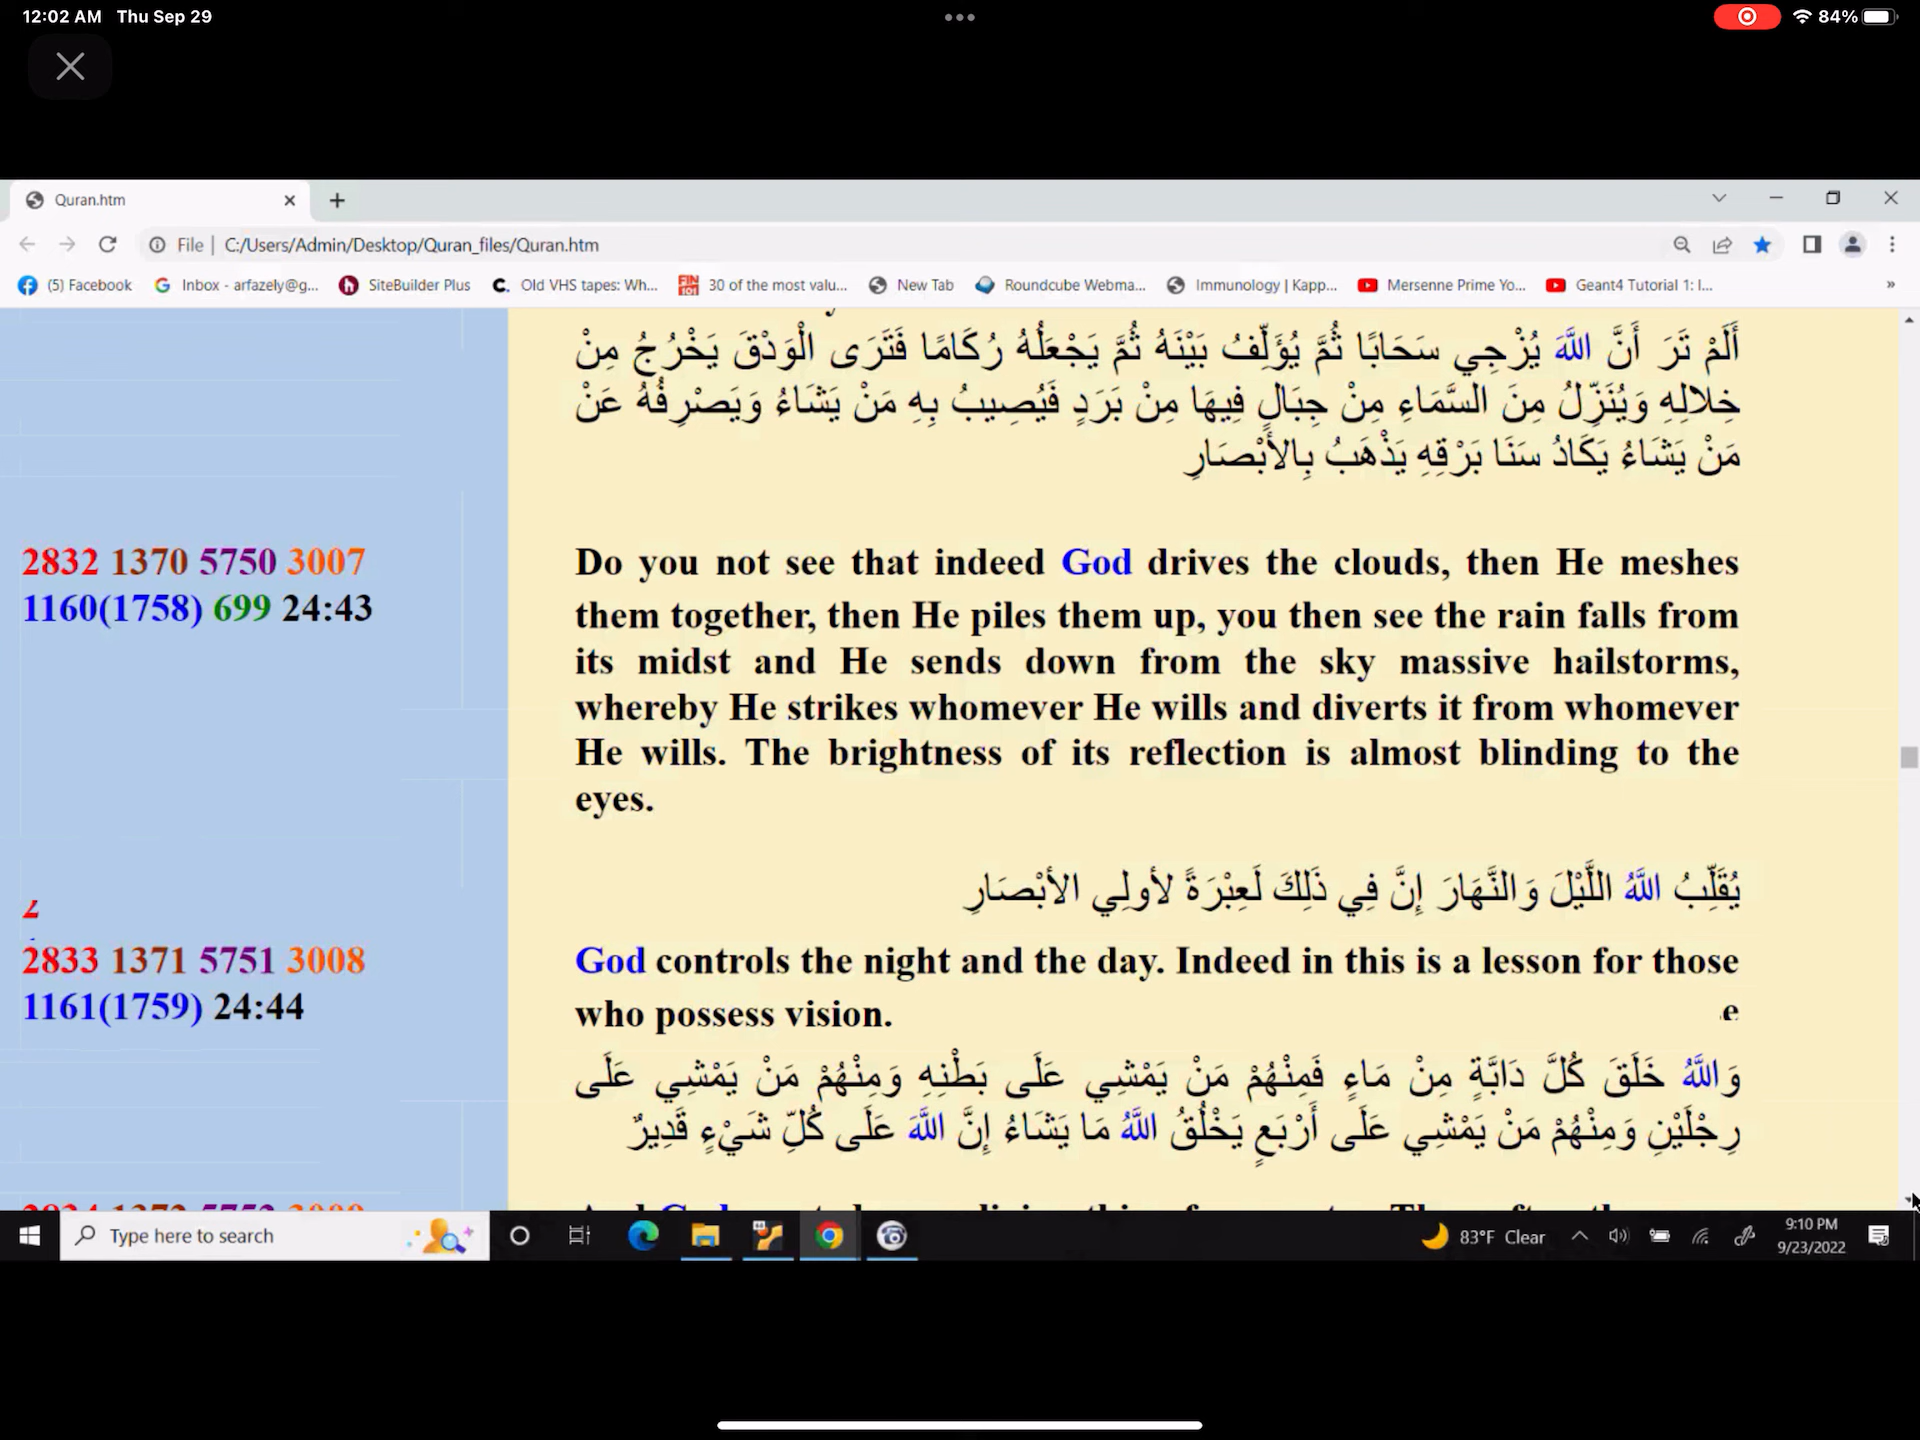 12:02 AM Thu Sep 29
84%
Quran.htm
File | C:/Users/Admin/Desktop/Quran_files/Quran.htm
(5) Facebook
Inbox - arfazely@g...
SiteBuilder Plus
Old VHS tapes: Wh...
FIN 101
30 of the most valu...
New Tab
Roundcube Webma...
Immunology | Kapp...
Mersenne Prime Yo...
Geant4 Tutorial 1: I...
أَلَمْ تَرَ أَنَّ اللَّهَ يُزْجِي سَحَابًا ثُمَّ يُؤَلِّفُ بَيْنَهُ ثُمَّ يَجْعَلُهُ رُكَامًا فَتَرَى الْوَدْقَ يَخْرُجُ مِنْ
خِلالِهِ وَيُنَزِّلُ مِنَ السَّمَاءِ مِنْ جِبَالٍ فِيهَا مِنْ بَرَدٍ فَيُصِيبُ بِهِ مَنْ يَشَاءُ وَيَصْرِفُهُ عَنْ
مَنْ يَشَاءُ يَكَادُ سَنَا بَرْقِهِ يَذْهَبُ بِالأَبْصَارِ
2832 1370 5750 3007
1160(1758) 699 24:43
Do you not see that indeed God drives the clouds, then He meshes
them together, then He piles them up, you then see the rain falls from
its midst and He sends down from the sky massive hailstorms,
whereby He strikes whomever He wills and diverts it from whomever
He wills. The brightness of its reflection is almost blinding to the
eyes.
يُقَلِّبُ اللَّهُ اللَّيْلَ وَالنَّهَارَ إِنَّ فِي ذَلِكَ لَعِبْرَةً لأولِي الأبْصَارِ
2833 1371 5751 3008
1161(1759) 24:44
God controls the night and the day. Indeed in this is a lesson for those
who possess vision.
وَاللَّهُ خَلَقَ كُلَّ دَابَّةٍ مِنْ مَاءٍ فَمِنْهُمْ مَنْ يَمْشِي عَلَى بَطْنِهِ وَمِنْهُمْ مَنْ يَمْشِي عَلَى
رِجْلَيْنِ وَمِنْهُمْ مَنْ يَمْشِي عَلَى أَرْبَعٍ يَخْلُقُ اللَّهُ مَا يَشَاءُ إِنَّ اللَّهَ عَلَى كُلِّ شَيْءٍ قَدِيرٌ
Type here to search
83°F Clear
9:10 PM
9/23/2022